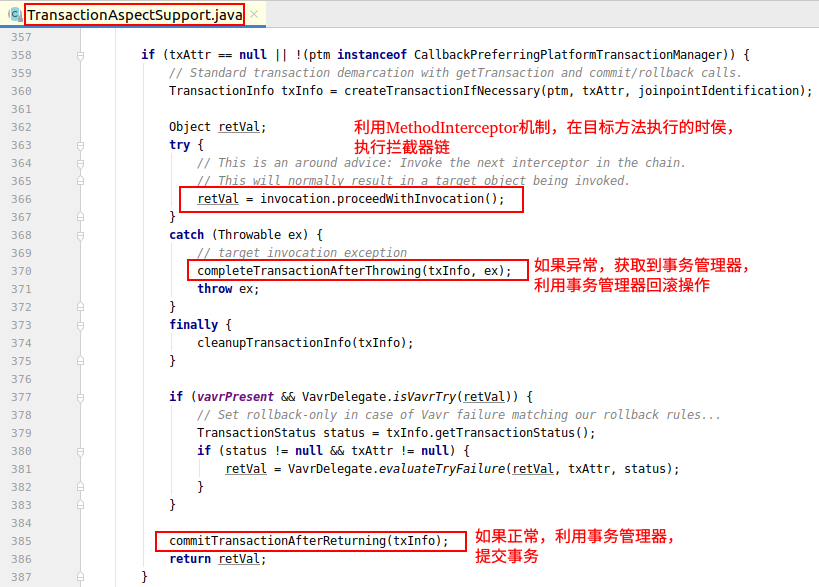 TransactionAspectSupport.java
357
358 if (txAttr == null || !(ptm instanceof CallbackPreferringPlatformTransactionManager)) {
359 // Standard transaction demarcation with getTransaction and commit/rollback calls.
360 TransactionInfo txInfo = createTransactionIfNecessary(ptm, txAttr, joinpointIdentification);
361
362 Object retVal; 利用MethodInterceptor机制，在目标方法执行的时侯，
363 try { 执行拦截器链
364 // This is an around advice: Invoke the next interceptor in the chain.
365 // This will normally result in a target object being invoked.
366 retVal = invocation.proceedWithInvocation();
367 }
368 catch (Throwable ex) {
369 // target invocation exception
370 completeTransactionAfterThrowing(txInfo, ex); 如果异常，获取到事务管理器，
371 throw ex; 利用事务管理器回滚操作
372 }
373 finally {
374 cleanupTransactionInfo(txInfo);
375 }
376
377 if (vavrPresent && VavrDelegate.isVavrTry(retVal)) {
378 // Set rollback-only in case of Vavr failure matching our rollback rules...
379 TransactionStatus status = txInfo.getTransactionStatus();
380 if (status != null && txAttr != null) {
381 retVal = VavrDelegate.evaluateTryFailure(retVal, txAttr, status);
382 }
383 }
384
385 commitTransactionAfterReturning(txInfo); 如果正常，利用事务管理器，
386 return retVal; 提交事务
387 }